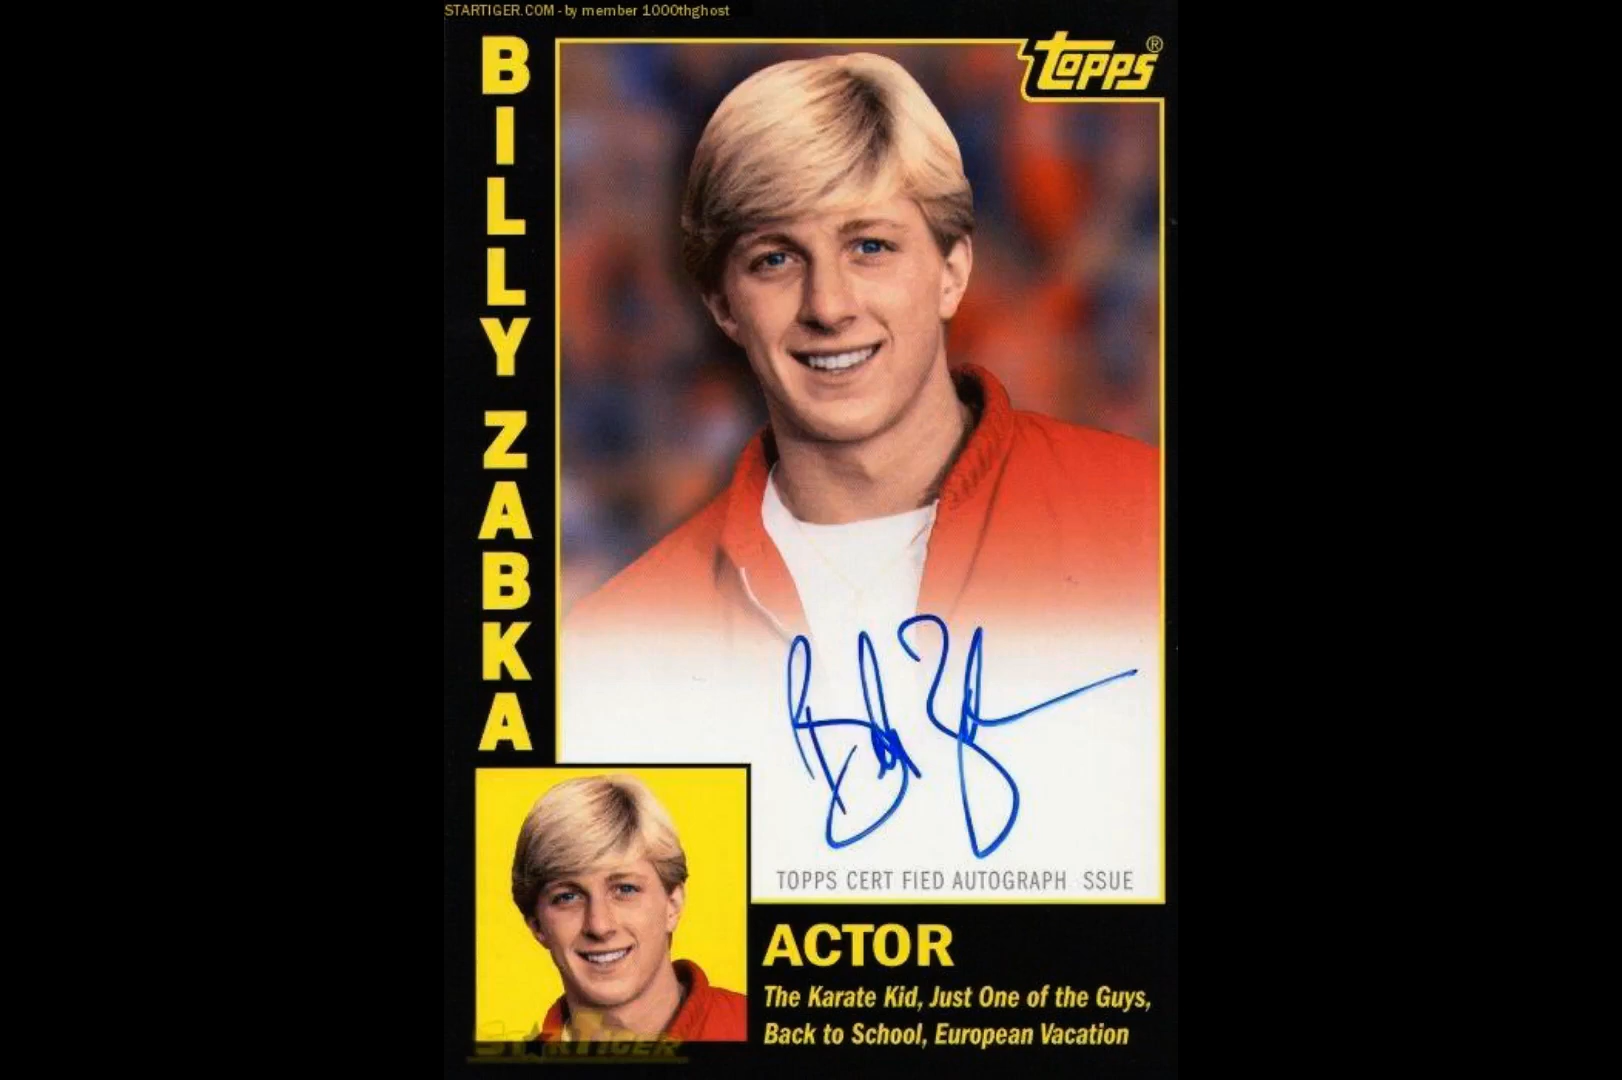 STARTIGER.COM - by member 1000thghost
BILLY ZABKA
topps®
TOPPS CERT FIED AUTOGRAPH SSUE
ACTOR
The Karate Kid, Just One of the Guys,
Back to School, European Vacation
STARTIGER